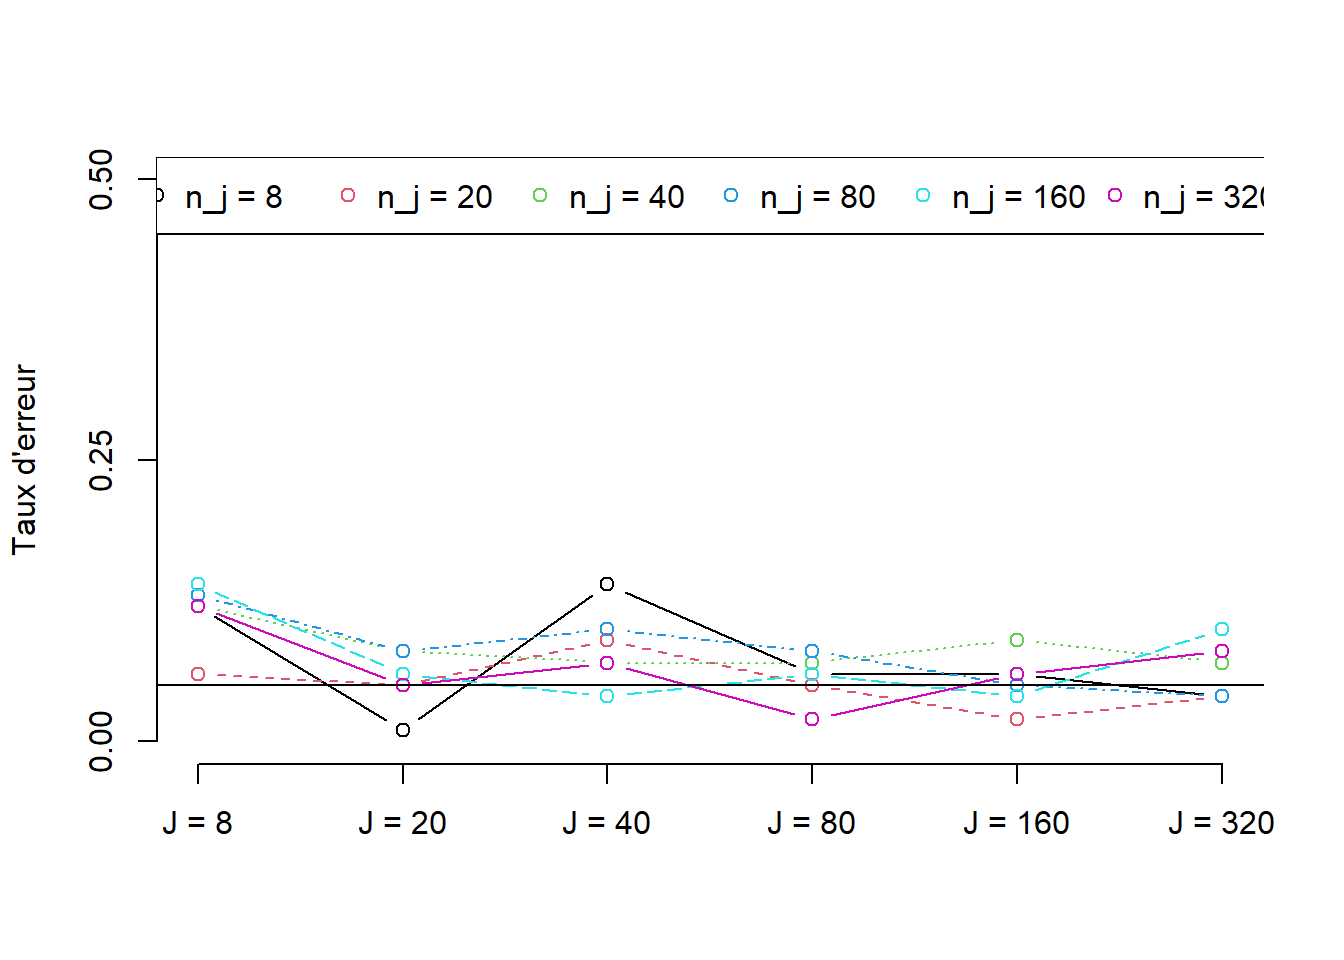 0.50
n_j = 8 n_j = 20 n_j = 40 n_j = 80 n_j = 160 n_j = 320
0.25
Taux d'erreur
0.00
J = 8 J = 20 J = 40 J = 80 J = 160 J = 320